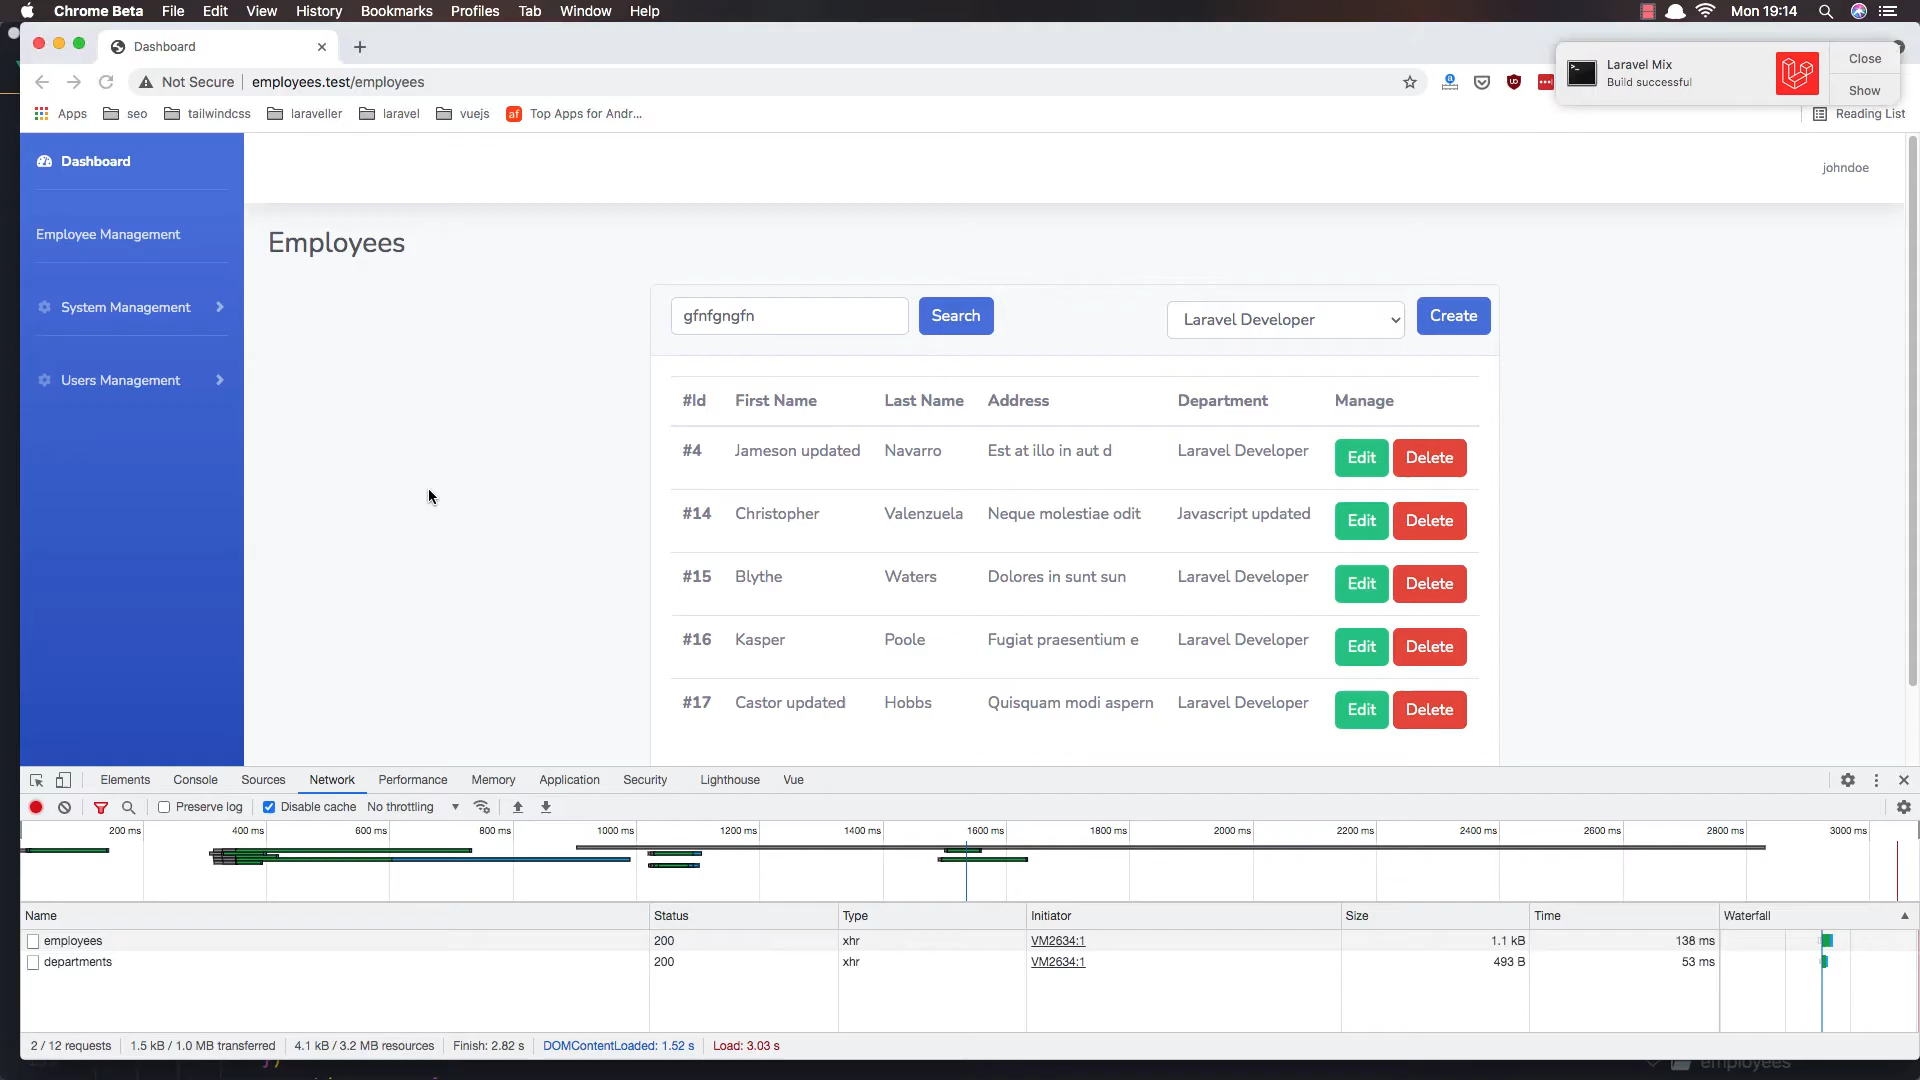 Chrome Beta File Edit View History Bookmarks Profiles Tab Window Help Mon 19:14
Dashboard
Not Secure employees.test/employees
Laravel Mix
Build successful
Close
Show
Apps seo tailwindcss laraveller laravel vuejs af Top Apps for Andr... Reading List
Dashboard
johndoe
Employee Management
Employees
System Management
Users Management
gfnfgngfn Search Laravel Developer Create
#Id First Name Last Name Address Department Manage
#4 Jameson updated Navarro Est at illo in aut d Laravel Developer Edit Delete
#14 Christopher Valenzuela Neque molestiae odit Javascript updated Edit Delete
#15 Blythe Waters Dolores in sunt sun Laravel Developer Edit Delete
#16 Kasper Poole Fugiat praesentium e Laravel Developer Edit Delete
#17 Castor updated Hobbs Quisquam modi aspern Laravel Developer Edit Delete
Elements Console Sources Network Performance Memory Application Security Lighthouse Vue
Preserve log Disable cache No throttling
200 ms 400 ms 600 ms 800 ms 1000 ms 1200 ms 1400 ms 1600 ms 1800 ms 2000 ms 2200 ms 2400 ms 2600 ms 2800 ms 3000 ms
Name Status Type Initiator Size Time Waterfall
employees 200 xhr VM2634:1 1.1 kB 138 ms
departments 200 xhr VM2634:1 493 B 53 ms
2 / 12 requests 1.5 kB / 1.0 MB transferred 4.1 kB / 3.2 MB resources Finish: 2.82 s DOMContentLoaded: 1.52 s Load: 3.03 s
employees